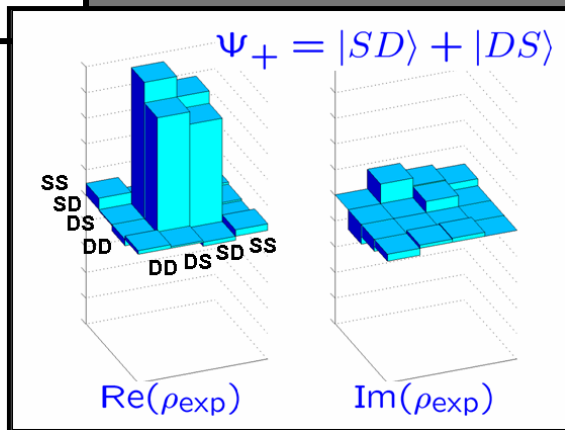 Ψ₊ = |SD⟩ + |DS⟩
SS
SD
DS
DD
DD DS SD SS
Re(ρexp) Im(ρexp)